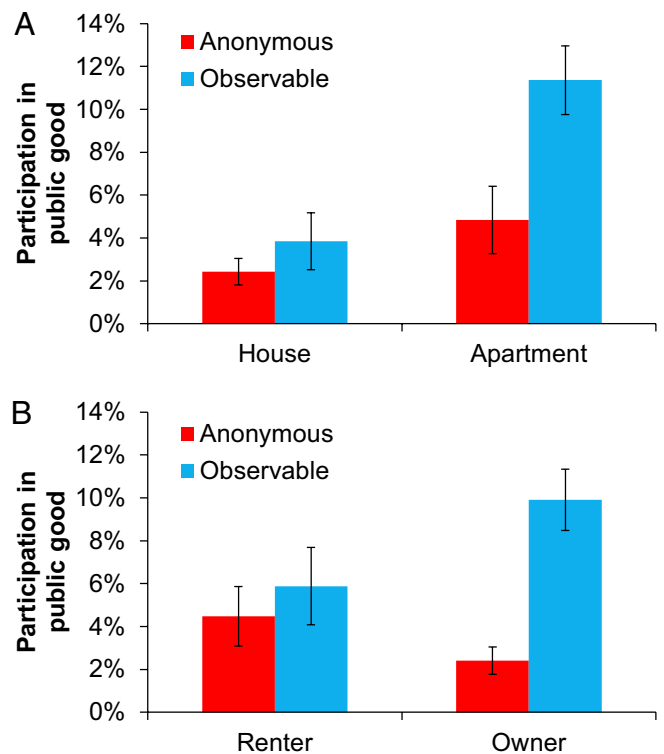 A
14%
12%
10%
8%
6%
4%
2%
0%
Participation in
public good
Anonymous
Observable
House
Apartment
B
14%
12%
10%
8%
6%
4%
2%
0%
Participation in
public good
Anonymous
Observable
Renter
Owner